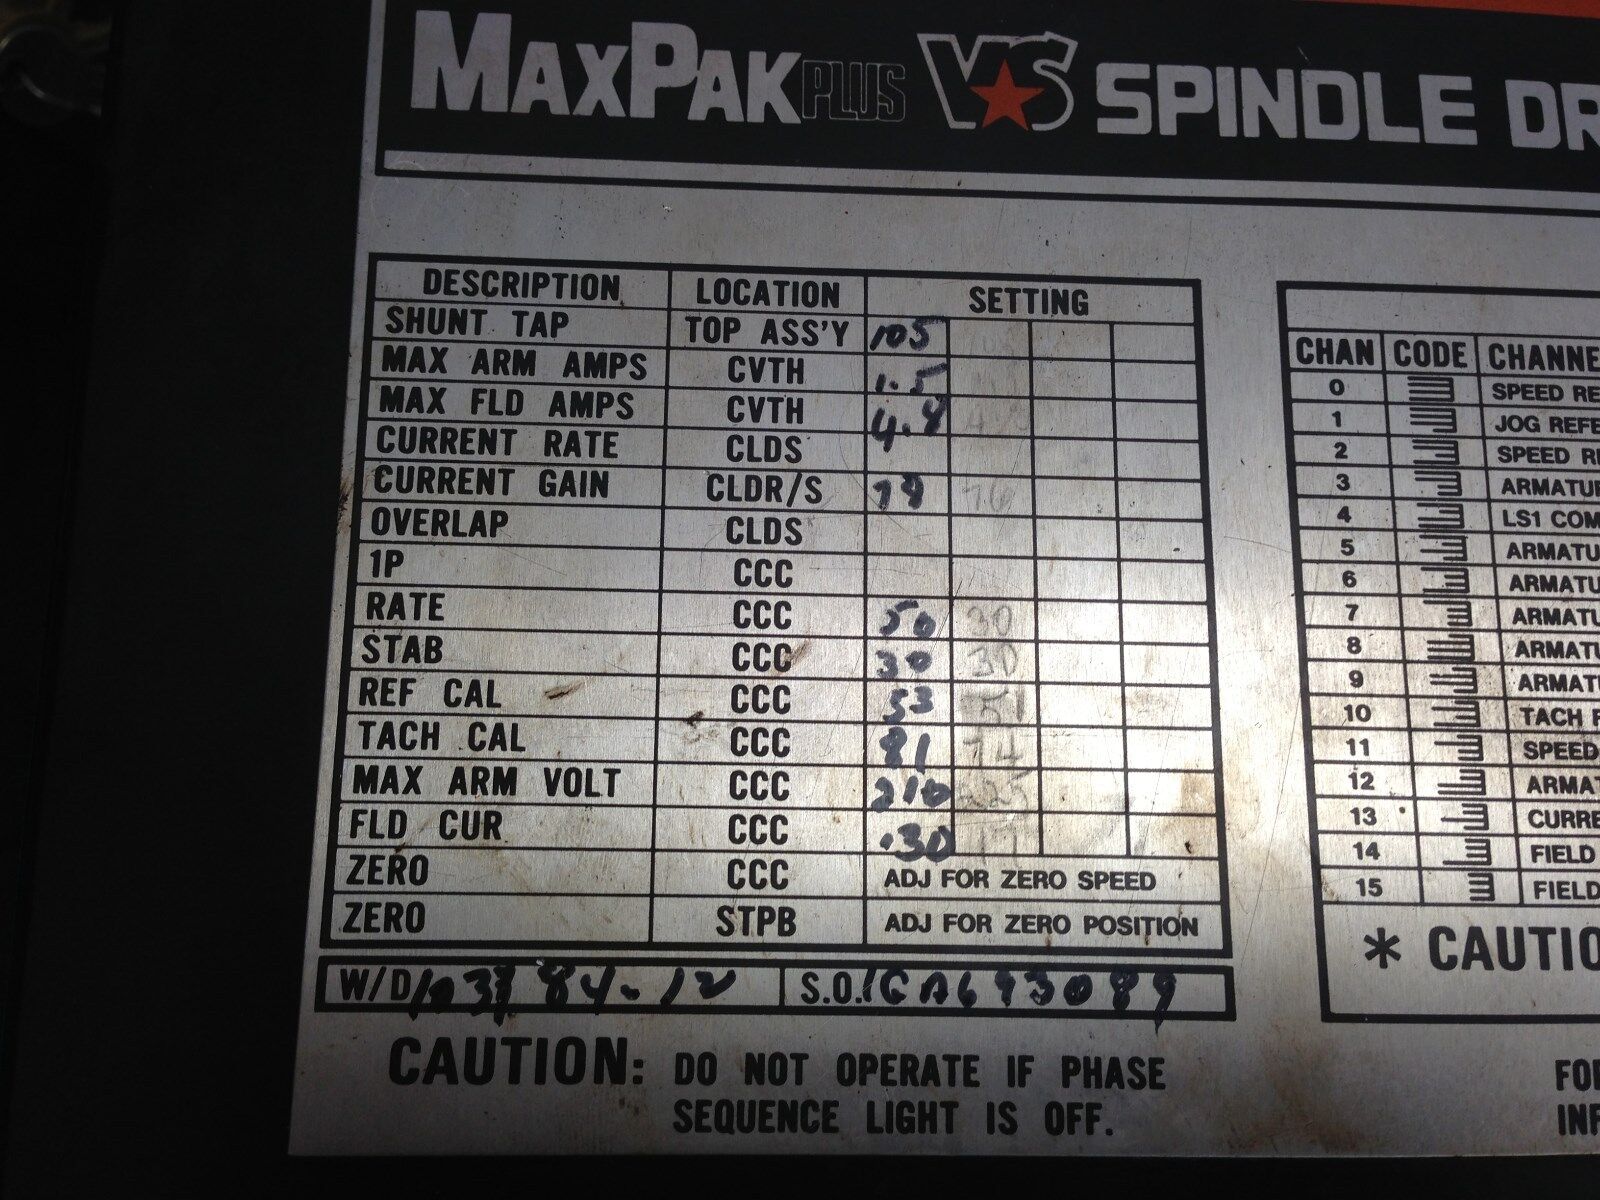 MAXPAK PLUS VS SPINDLE DR
DESCRIPTION LOCATION SETTING
SHUNT TAP TOP ASS'Y 105
MAX ARM AMPS CVTH 1.5
MAX FLD AMPS CVTH 4.8
CURRENT RATE CLDS
CURRENT GAIN CLDR/S 79 76
OVERLAP CLDS
1P CCC
RATE CCC 50 30
STAB CCC 30 30
REF CAL CCC 53
TACH CAL CCC 81 74
MAX ARM VOLT CCC 210 225
FLD CUR CCC .30
ZERO CCC ADJ FOR ZERO SPEED
ZERO STPB ADJ FOR ZERO POSITION
W/D 84-12 S.O.
CAUTION: DO NOT OPERATE IF PHASE
SEQUENCE LIGHT IS OFF.
CHAN CODE CHANNE
0 SPEED RE
1 JOG REFE
2 SPEED R
3 ARMATUR
4 LS1 COM
5 ARMATU
6 ARMATU
7 ARMATU
8 ARMATU
9 ARMATU
10 TACH F
11 SPEED
12 ARMAT
13 CURRE
14 FIELD
15 FIELD
* CAUTIO
FO
INF